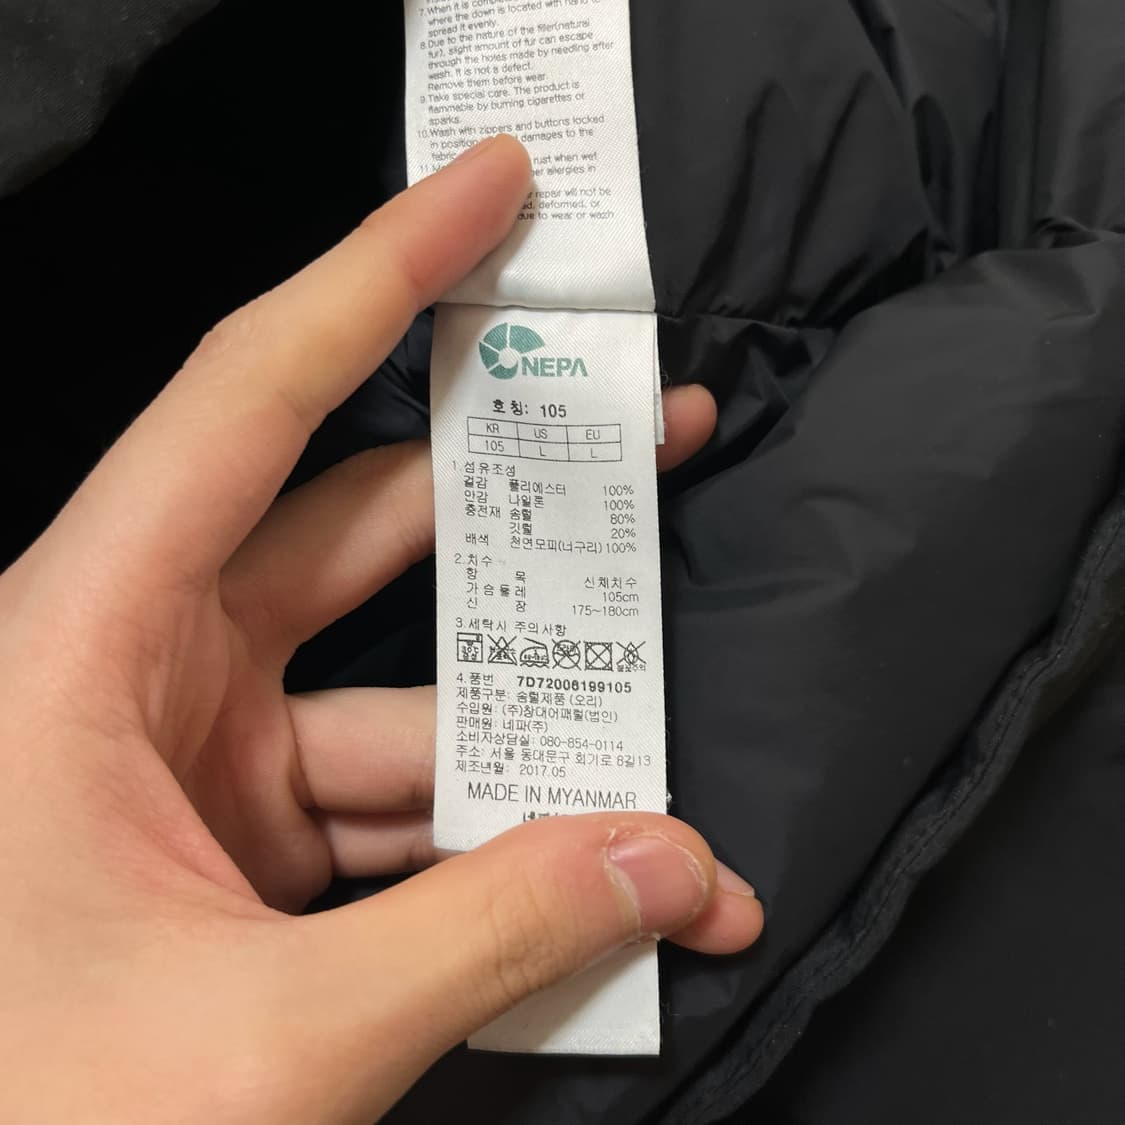 7.When it is
where the down is located with hand to
spread it evenly.
8.Due to the nature of the filler(natural
fur), slight amount of fur can escape
through the holes made by needling after
wash. It is not a defect.
Remove them before wear.
9.Take special care. The product is
flammable by burning cigarettes or
sparks.
10.Wash with zippers and buttons locked
in position damages to the
fabric
11. rust when wet
allergies in
repair will not be
deformed, or
due to wear or wash
NEPA
호칭: 105
KR US EU
105 L L
1.섬유조성
겉감 폴리에스터 100%
안감 나일론 100%
충전재 솜털 80%
깃털 20%
배색 천연모피(너구리) 100%
2.치수
항 목 신체치수
가슴둘레 105cm
신 장 175~180cm
3.세탁시 주의사항
4.품번 7D72006199105
제품구분: 솜털제품 (오리)
수입원: (주)창대어패럴(법인)
판매원: 네파(주)
소비자상담실: 080-854-0114
주소: 서울 동대문구 회기로 8길13
제조년월: 2017.05
MADE IN MYANMAR